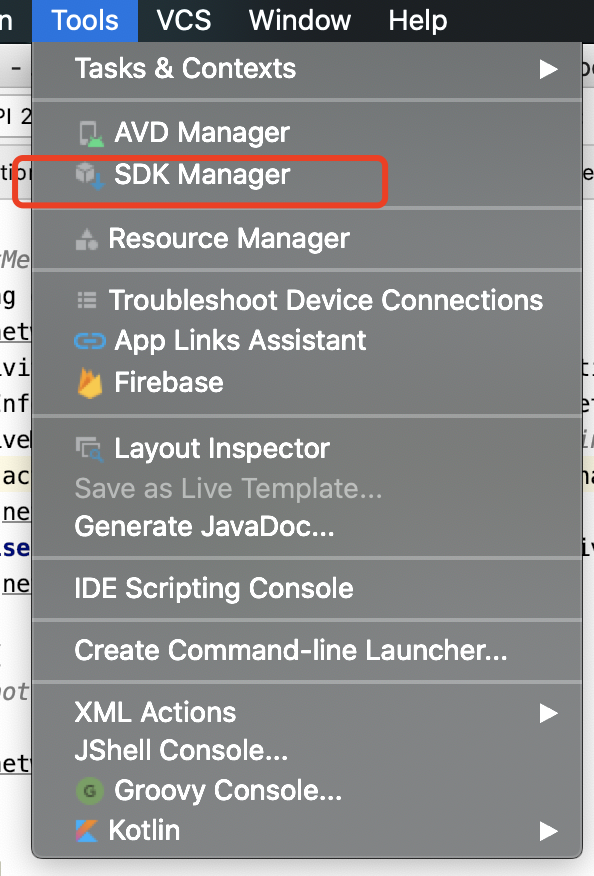 Tools VCS Window Help
Tasks & Contexts
AVD Manager
SDK Manager
Resource Manager
Troubleshoot Device Connections
App Links Assistant
Firebase
Layout Inspector
Save as Live Template...
Generate JavaDoc...
IDE Scripting Console
Create Command-line Launcher...
XML Actions
JShell Console...
Groovy Console...
Kotlin